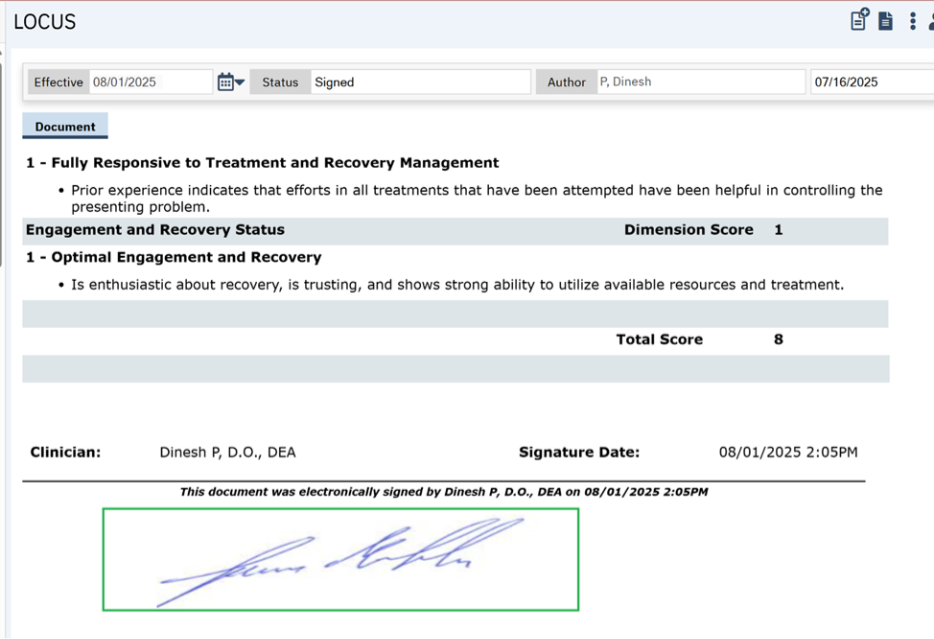 LOCUS
Effective 08/01/2025 Status Signed Author P, Dinesh 07/16/2025
Document
1 - Fully Responsive to Treatment and Recovery Management
• Prior experience indicates that efforts in all treatments that have been attempted have been helpful in controlling the
presenting problem.
Engagement and Recovery Status Dimension Score 1
1 - Optimal Engagement and Recovery
• Is enthusiastic about recovery, is trusting, and shows strong ability to utilize available resources and treatment.
Total Score 8
Clinician: Dinesh P, D.O., DEA Signature Date: 08/01/2025 2:05PM
This document was electronically signed by Dinesh P, D.O., DEA on 08/01/2025 2:05PM